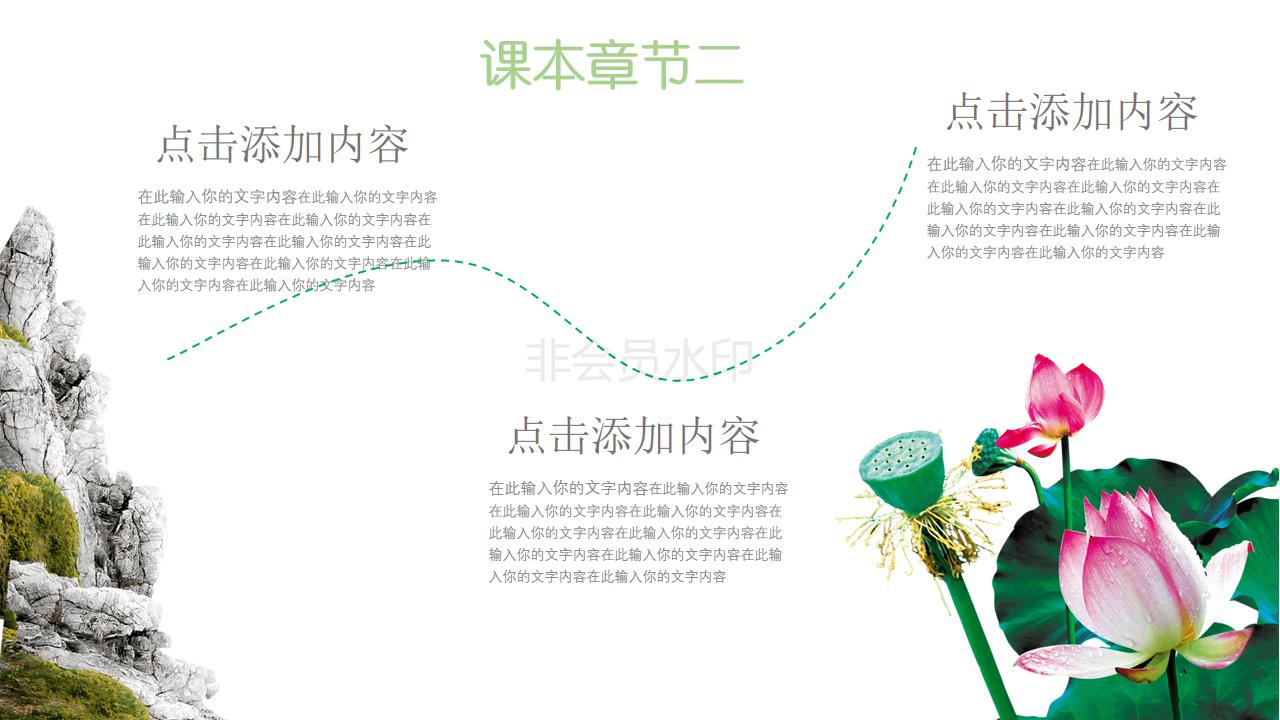 课本章节二
点击添加内容
在此输入你的文字内容在此输入你的文字内容
在此输入你的文字内容在此输入你的文字内容在
此输入你的文字内容在此输入你的文字内容在此
输入你的文字内容在此输入你的文字内容在此输
入你的文字内容在此输入你的文字内容
点击添加内容
在此输入你的文字内容在此输入你的文字内容
在此输入你的文字内容在此输入你的文字内容在
此输入你的文字内容在此输入你的文字内容在此
输入你的文字内容在此输入你的文字内容在此输
入你的文字内容在此输入你的文字内容
非会员水印
点击添加内容
在此输入你的文字内容在此输入你的文字内容
在此输入你的文字内容在此输入你的文字内容在
此输入你的文字内容在此输入你的文字内容在此
输入你的文字内容在此输入你的文字内容在此输
入你的文字内容在此输入你的文字内容